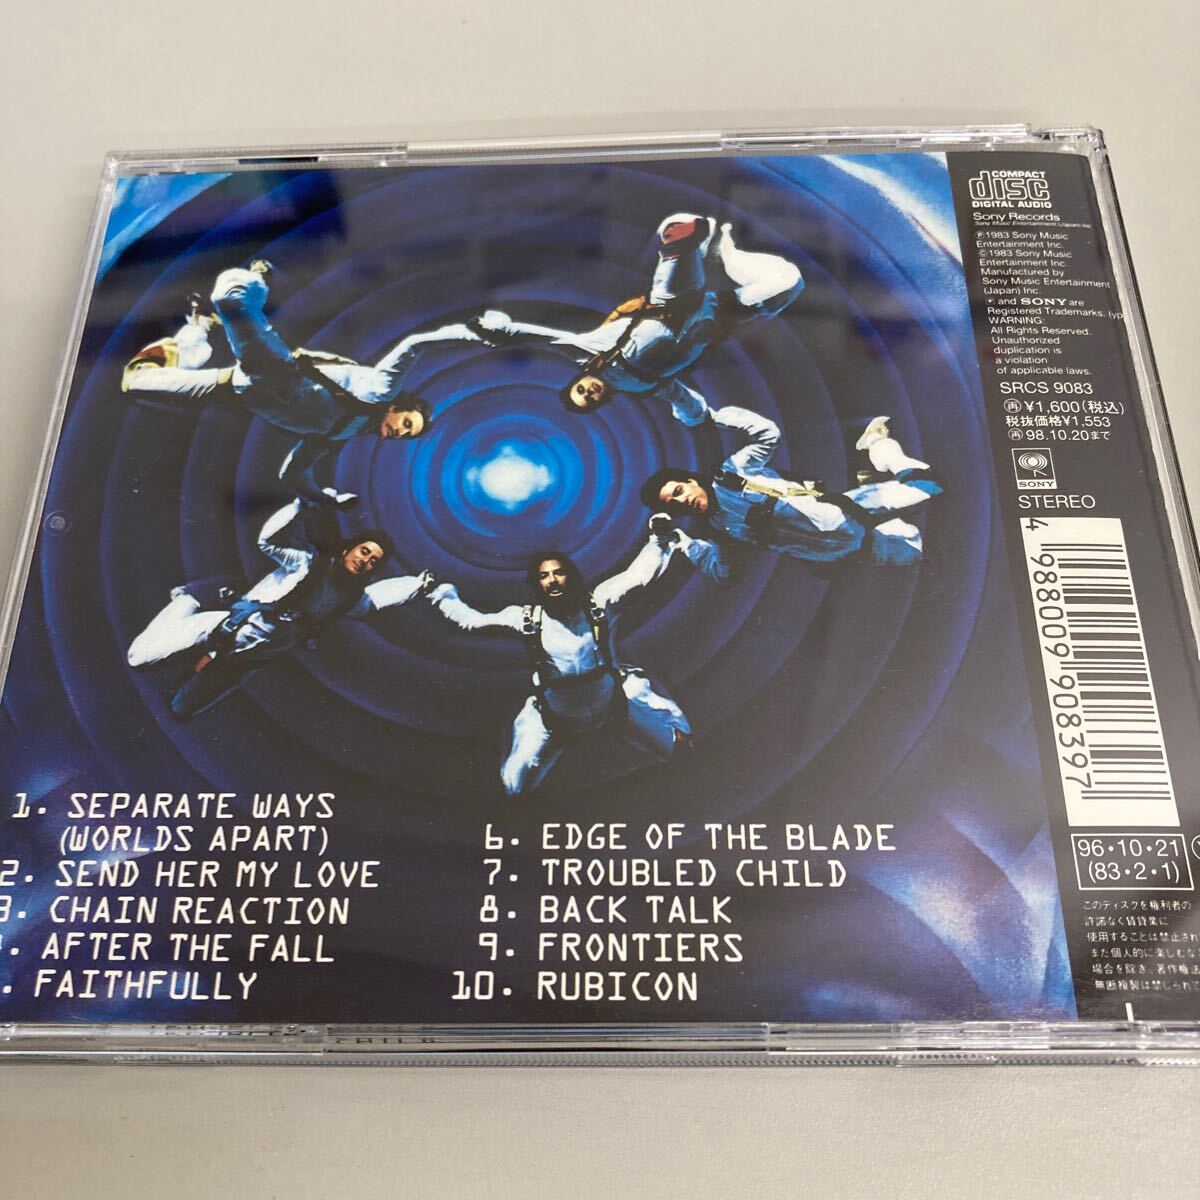 COMPACT
disc
DIGITAL AUDIO
Sony Records
Sony Music Entertainment (Japan) Inc.
Ⓟ1983 Sony Music
Entertainment Inc.
©1983 Sony Music
Entertainment Inc.
Manufactured by
Sony Music Entertainment
(Japan) Inc.
and SONY are
Registered Trademarks. (yp
WARNING:
All Rights Reserved.
Unauthorized
duplication is
a violation
of applicable laws.
SRCS 9083
再 ¥1,600(税込)
税抜価格¥1,553
再 98.10.20まで
SONY
STEREO
4 988009 908397
96・10・21
(83・2・1)
このディスクを権利者の
許諾なく賃貸業に
使用することは禁止され
また個人的に楽しむな
場合を除き、著作権法
無断複製は禁じられて
1. SEPARATE WAYS
(WORLDS APART)
2. SEND HER MY LOVE
3. CHAIN REACTION
. AFTER THE FALL
. FAITHFULLY
6. EDGE OF THE BLADE
7. TROUBLED CHILD
8. BACK TALK
9. FRONTIERS
10. RUBICON